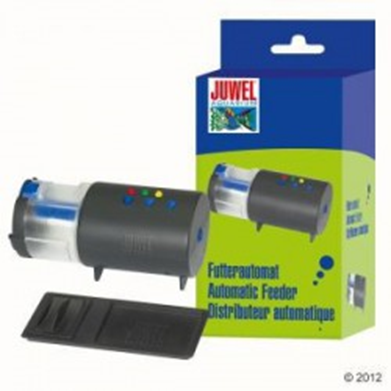 JUWEL
AQUARIUM
Futterautomat
Automatic Feeder
Distributeur automatique
© 2012